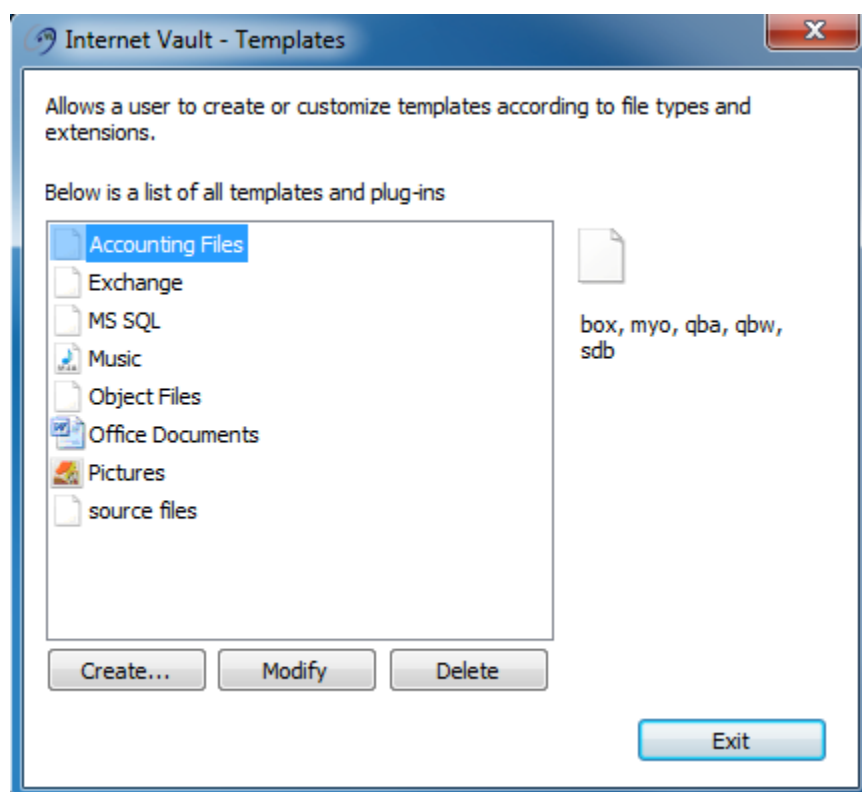 Internet Vault - Templates
Allows a user to create or customize templates according to file types and
extensions.
Below is a list of all templates and plug-ins
Accounting Files
Exchange
MS SQL
Music
Object Files
Office Documents
Pictures
source files
box, myo, qba, qbw,
sdb
Create...
Modify
Delete
Exit